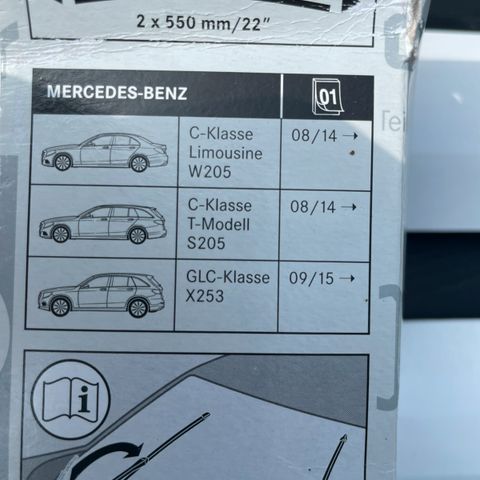 2 x 550 mm/22"
MERCEDES-BENZ 01
C-Klasse
Limousine
W205
08/14 →
C-Klasse
T-Modell
S205
08/14 →
GLC-Klasse
X253
09/15 →
i
Tei